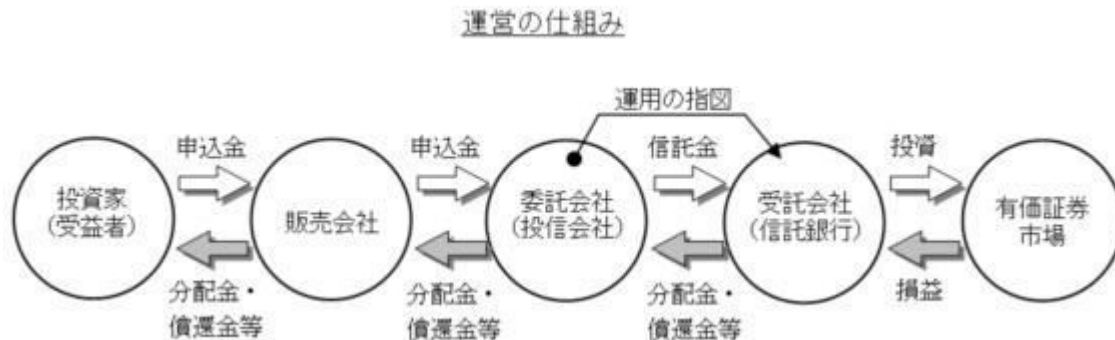 運営の仕組み
運用の指図
申込金
申込金
信託金
投資
投資家
(受益者)
販売会社
委託会社
(投信会社)
受託会社
(信託銀行)
有価証券
市場
分配金・
償還金等
分配金・
償還金等
分配金・
償還金等
損益